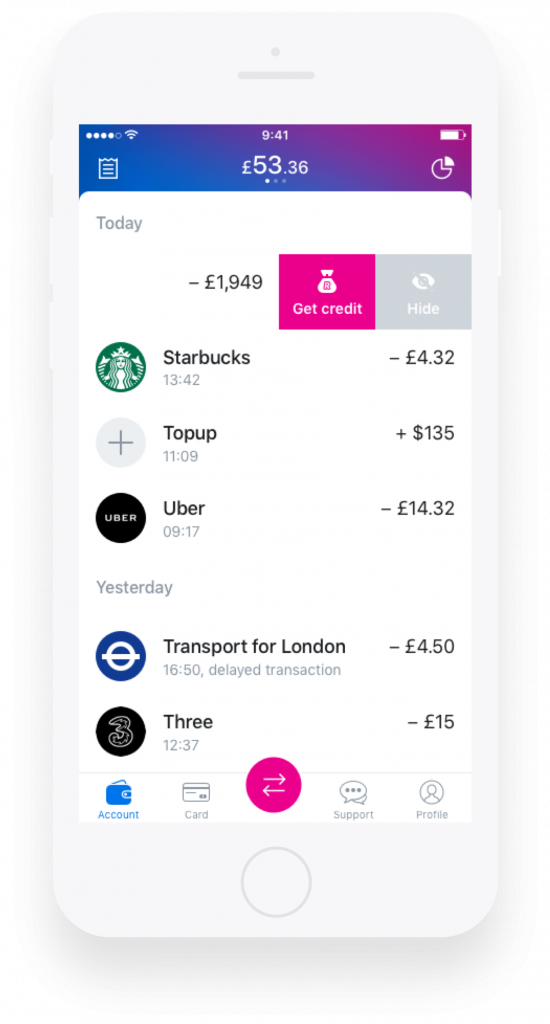 9:41
£53.36
Today
– £1,949
Get credit
Hide
Starbucks
– £4.32
13:42
Topup
+ $135
11:09
UBER
Uber
– £14.32
09:17
Yesterday
Transport for London
– £4.50
16:50, delayed transaction
3
Three
– £15
12:37
Account
Card
Support
Profile